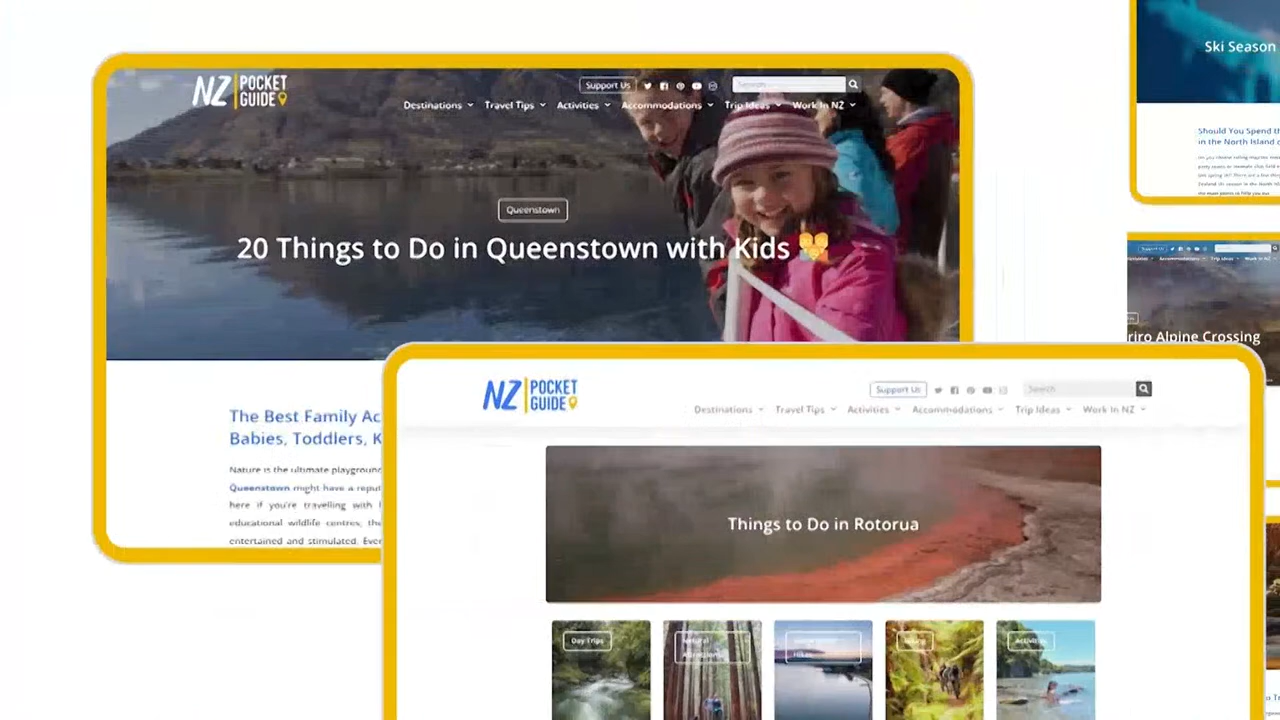 NZ POCKET GUIDE
Support Us
Destinations Travel Tips Activities Accommodations Trip Ideas Work In NZ
Queenstown
20 Things to Do in Queenstown with Kids
The Best Family Ac
Babies, Toddlers, K
Nature is the ultimate playground
Queenstown might have a reput
here if you're travelling with
educational wildlife centres, the
entertained and stimulated. Ever
Ski Season
Should You Spend th
in the North Island o
riro Alpine Crossing
NZ POCKET GUIDE
Support Us Search
Destinations Travel Tips Activities Accommodations Trip Ideas Work In NZ
Things to Do in Rotorua
Day Trips
Natural
Hikes
Activities